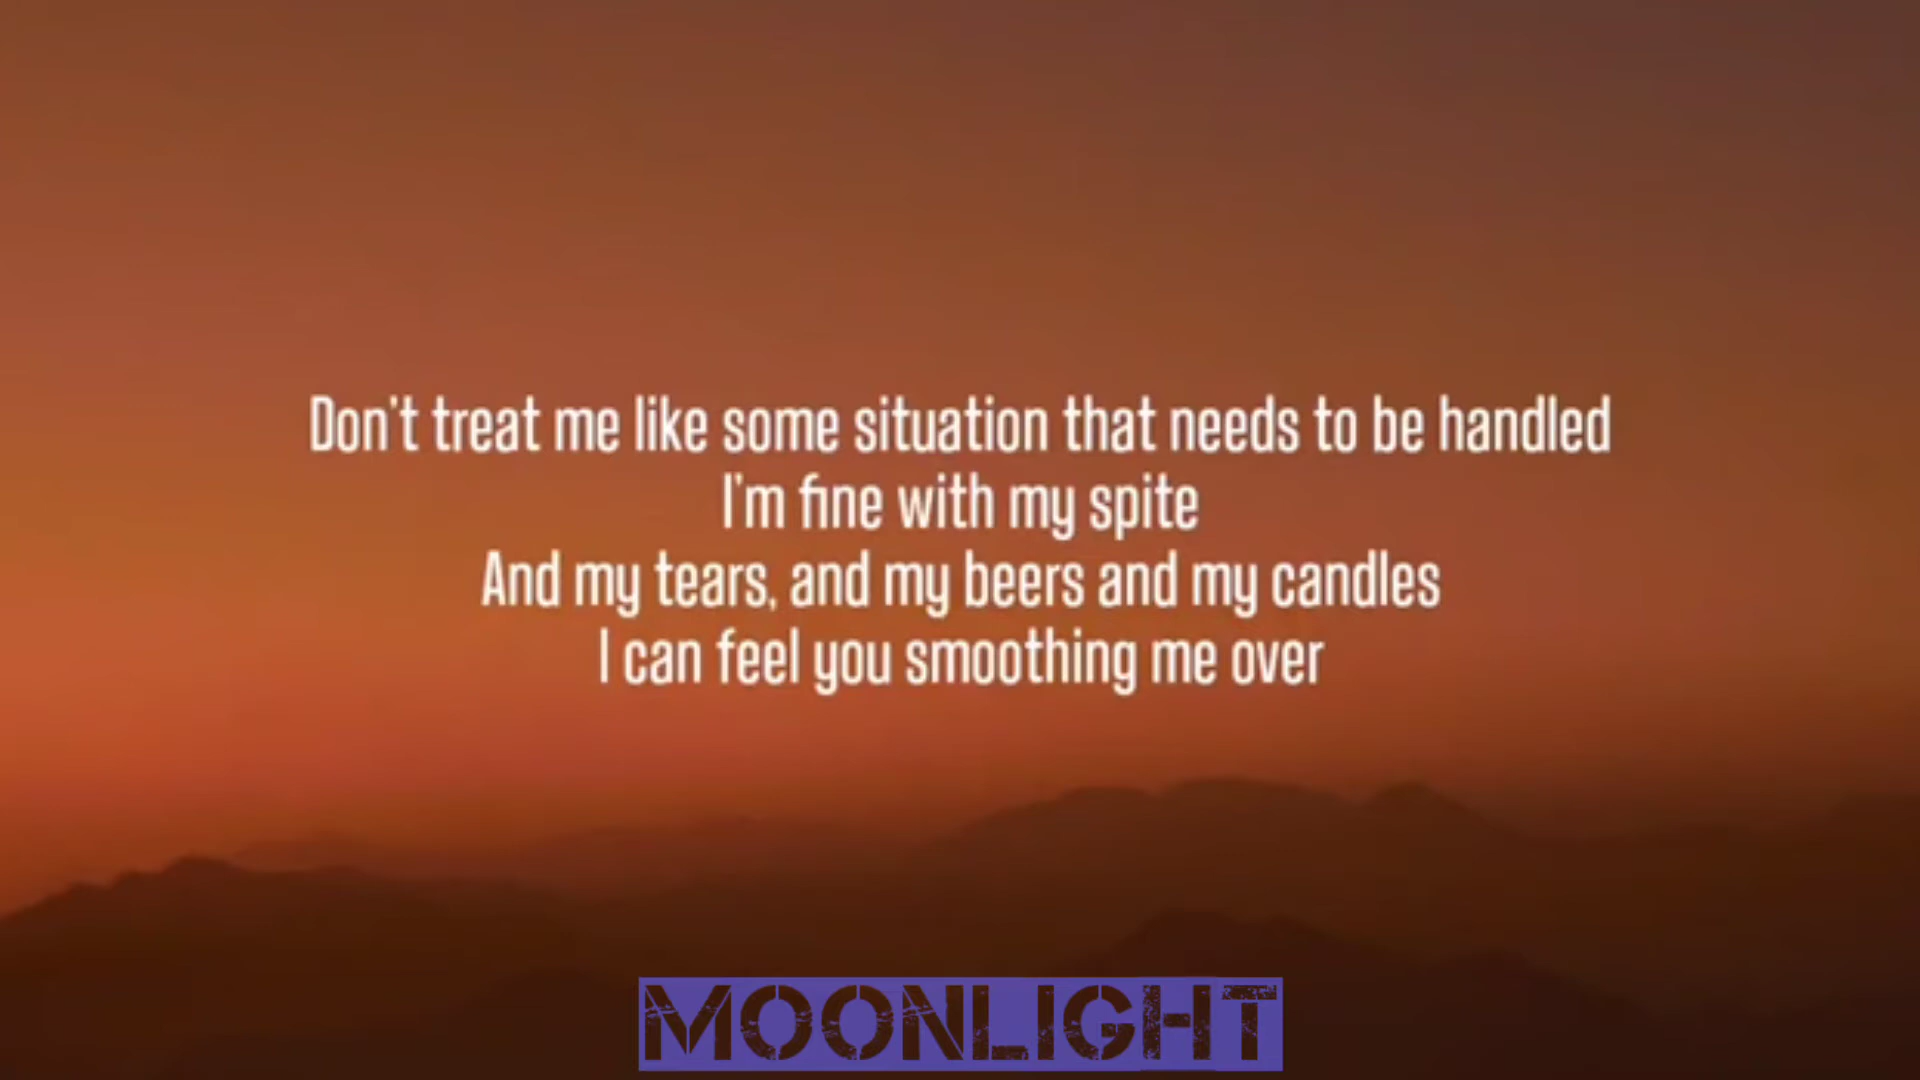 Don't treat me like some situation that needs to be handled
I'm fine with my spite
And my tears, and my beers and my candles
I can feel you smoothing me over
MOONLIGHT